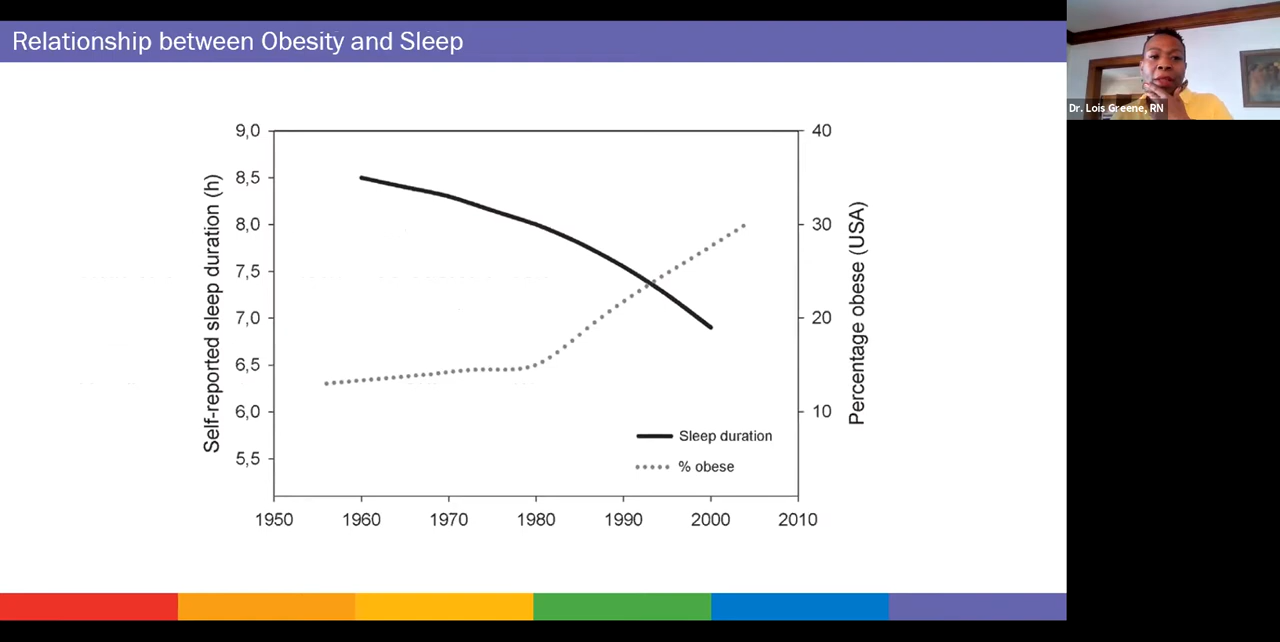 Relationship between Obesity and Sleep
Dr. Lois Greene, RN
Self-reported sleep duration (h)
9,0
8,5
8,0
7,5
7,0
6,5
6,0
5,5
40
30
20
10
Percentage obese (USA)
Sleep duration
% obese
1950 1960 1970 1980 1990 2000 2010